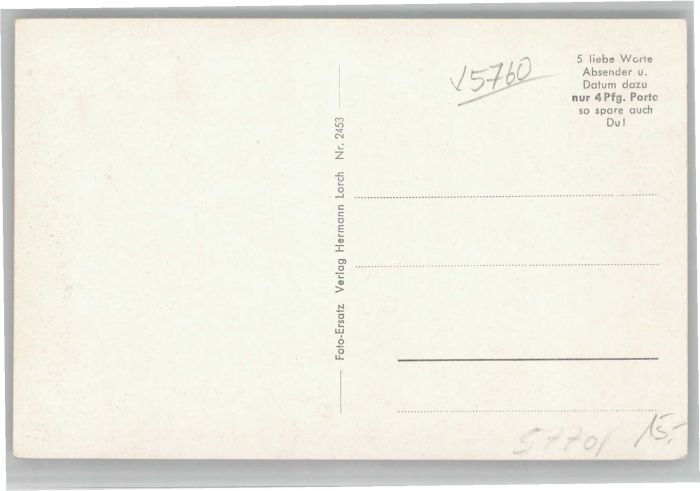 V5760
5 liebe Worte
Absender u.
Datum dazu
nur 4 Pfg. Porto
so spare auch
Du!
Foto-Ersatz Verlag Hermann Lorch Nr. 2453
15,-